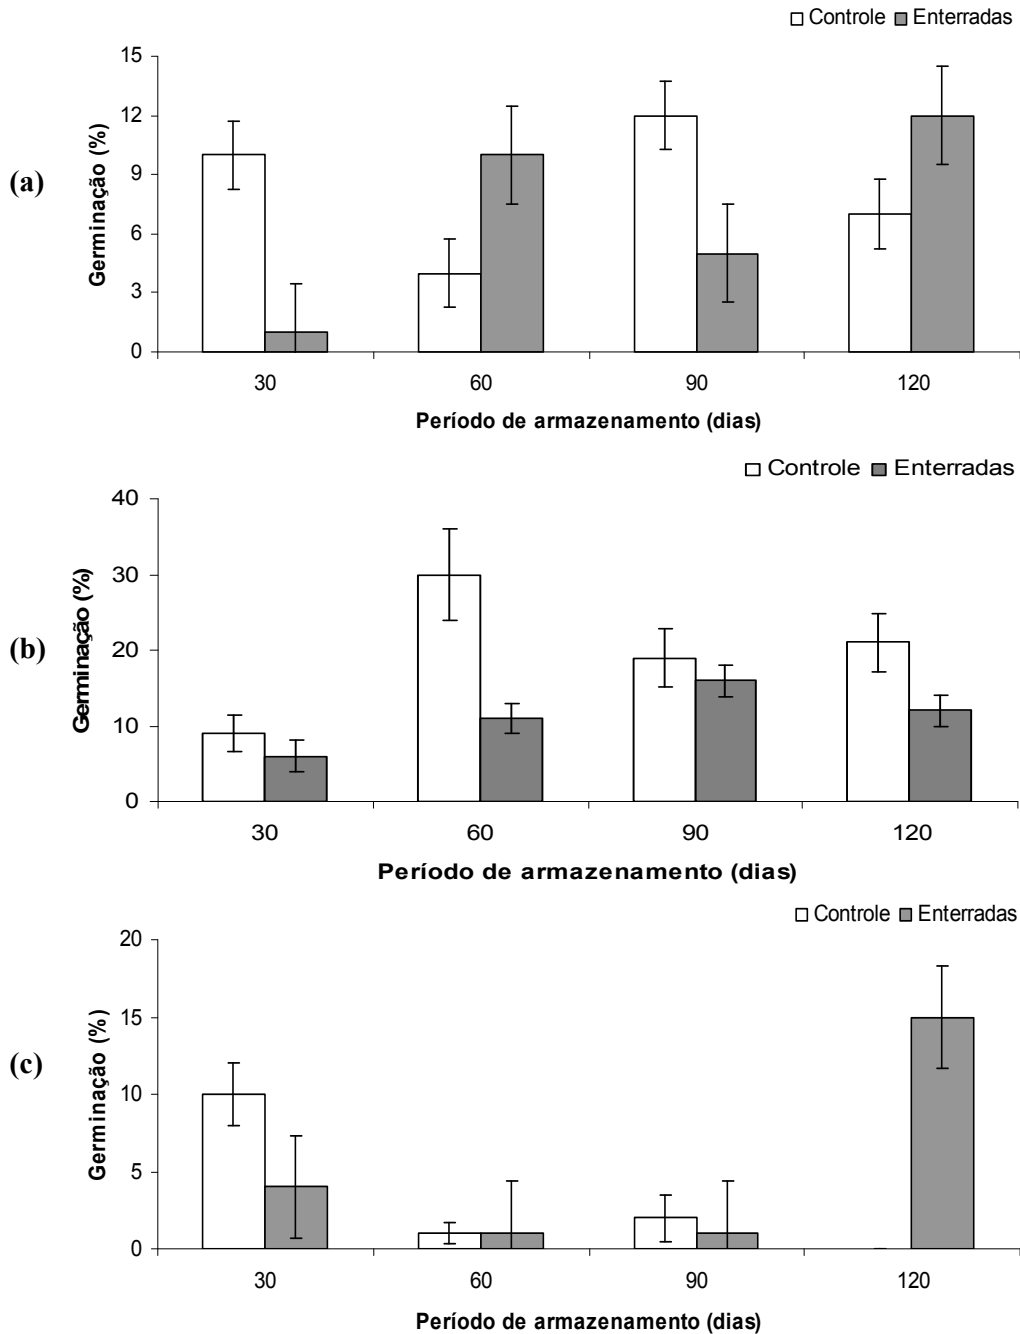 Controle Enterradas
15
12
9
6
3
0
Germinação (%)
(a)
30 60 90 120
Período de armazenamento (dias)
Controle Enterradas
40
30
20
10
0
Germinação (%)
(b)
30 60 90 120
Período de armazenamento (dias)
Controle Enterradas
20
15
10
5
0
Germinação (%)
(c)
30 60 90 120
Período de armazenamento (dias)